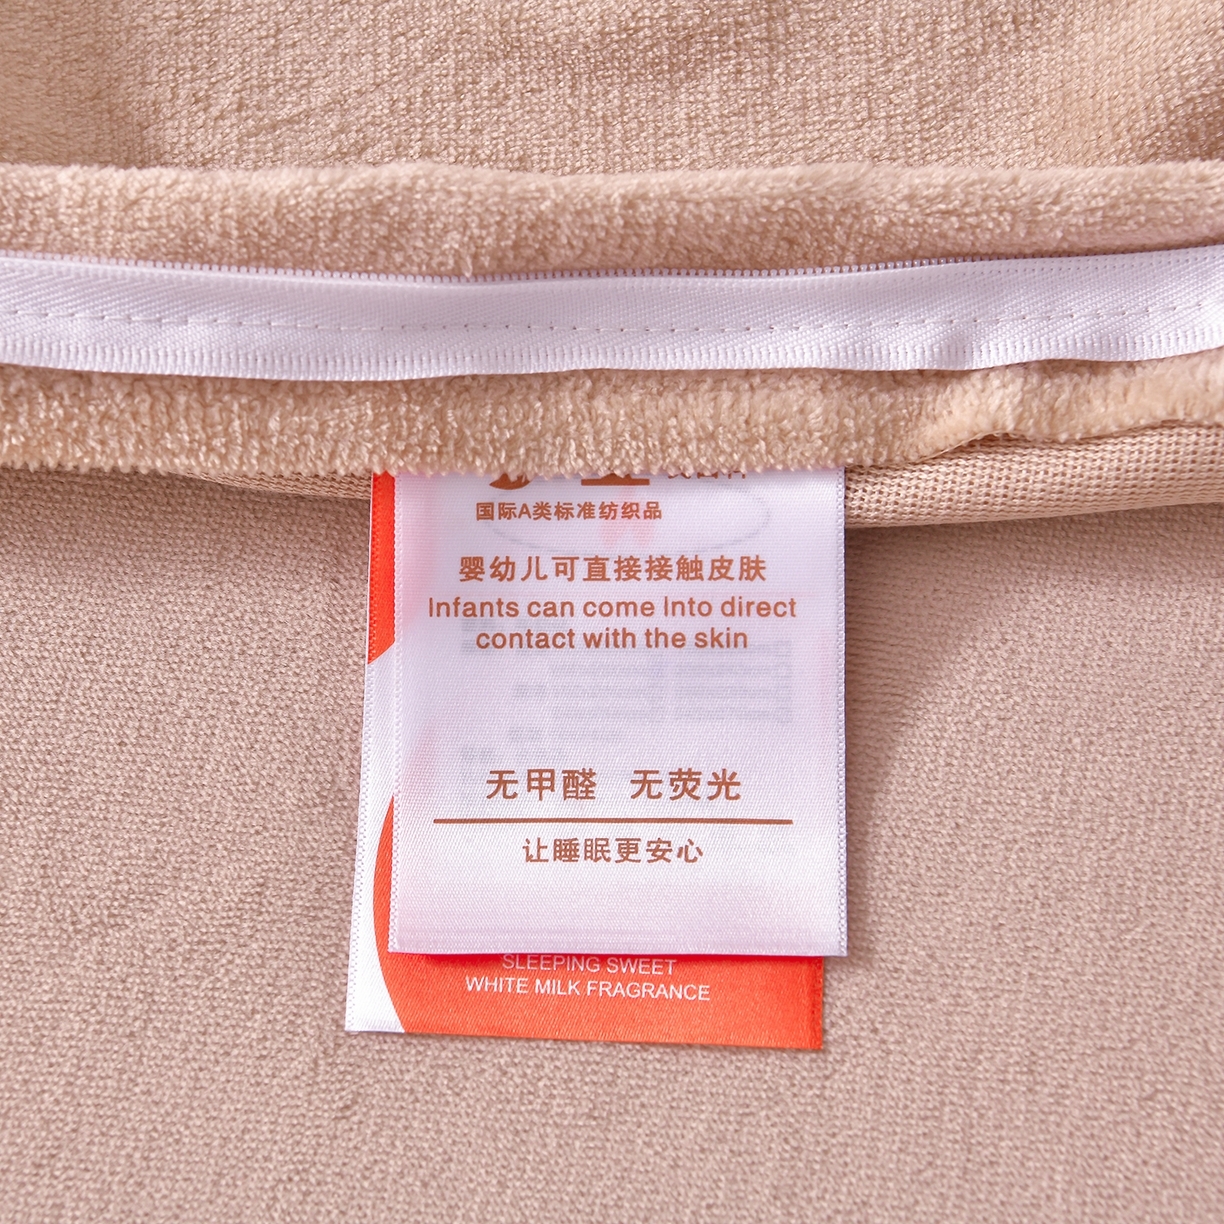 国际A类标准纺织品
婴幼儿可直接接触皮肤
Infants can come Into direct
contact with the skin
无甲醛 无荧光
让睡眠更安心
SLEEPING SWEET
WHITE MILK FRAGRANCE